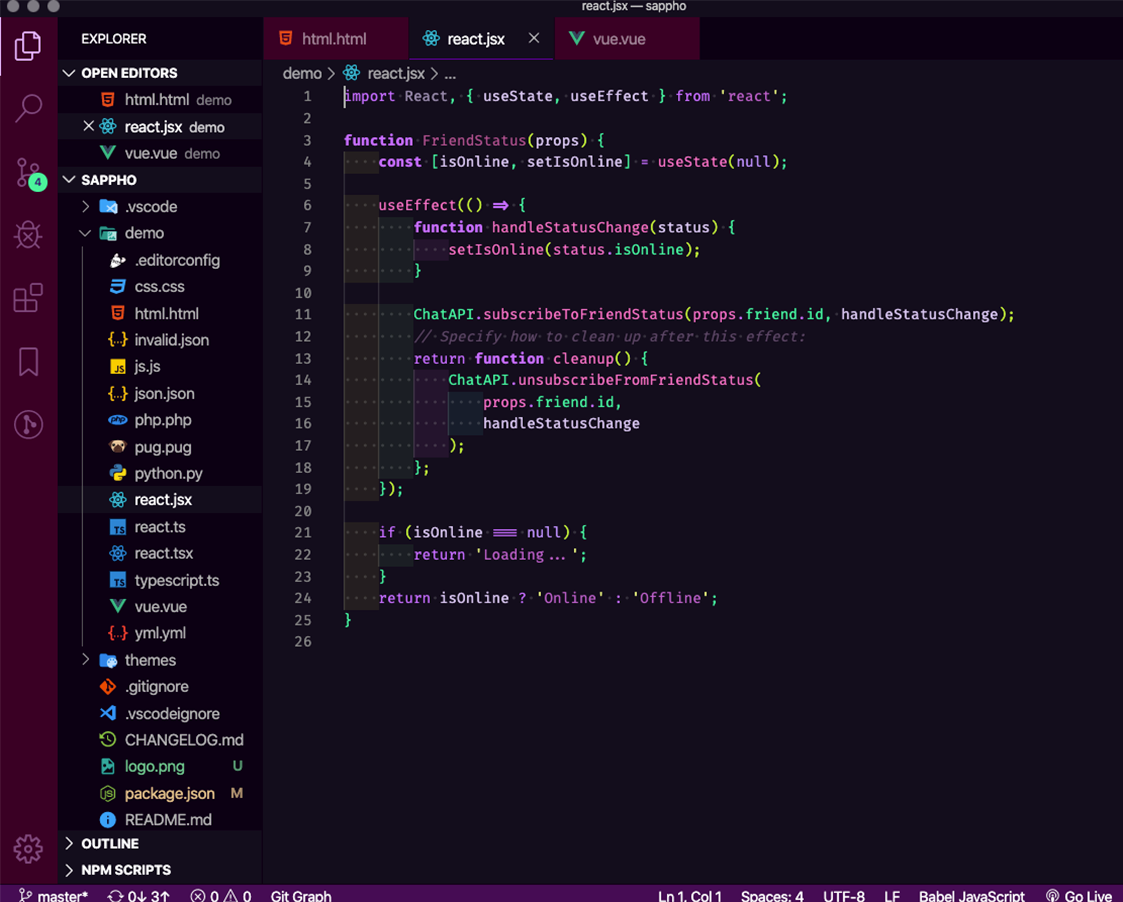 react.jsx — sappho
EXPLORER
OPEN EDITORS
html.html demo
react.jsx demo
vue.vue demo
SAPPHO
.vscode
demo
.editorconfig
css.css
html.html
invalid.json
js.js
json.json
php.php
pug.pug
python.py
react.jsx
react.ts
react.tsx
typescript.ts
vue.vue
yml.yml
themes
.gitignore
.vscodeignore
CHANGELOG.md
logo.png U
package.json M
README.md
OUTLINE
NPM SCRIPTS
4
html.html react.jsx vue.vue
demo > react.jsx > ...
1 import React, { useState, useEffect } from 'react';
2
3 function FriendStatus(props) {
4 const [isOnline, setIsOnline] = useState(null);
5
6 useEffect(() => {
7 function handleStatusChange(status) {
8 setIsOnline(status.isOnline);
9 }
10
11 ChatAPI.subscribeToFriendStatus(props.friend.id, handleStatusChange);
12 // Specify how to clean up after this effect:
13 return function cleanup() {
14 ChatAPI.unsubscribeFromFriendStatus(
15 props.friend.id,
16 handleStatusChange
17 );
18 };
19 });
20
21 if (isOnline === null) {
22 return 'Loading...';
23 }
24 return isOnline ? 'Online' : 'Offline';
25 }
26
master* 0↓ 3↑ 0 0 Git Graph Ln 1, Col 1 Spaces: 4 UTF-8 LF Babel JavaScript Go Live